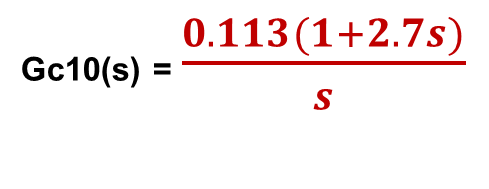 0.113(1+2.7s)
Gc10(s) =
s